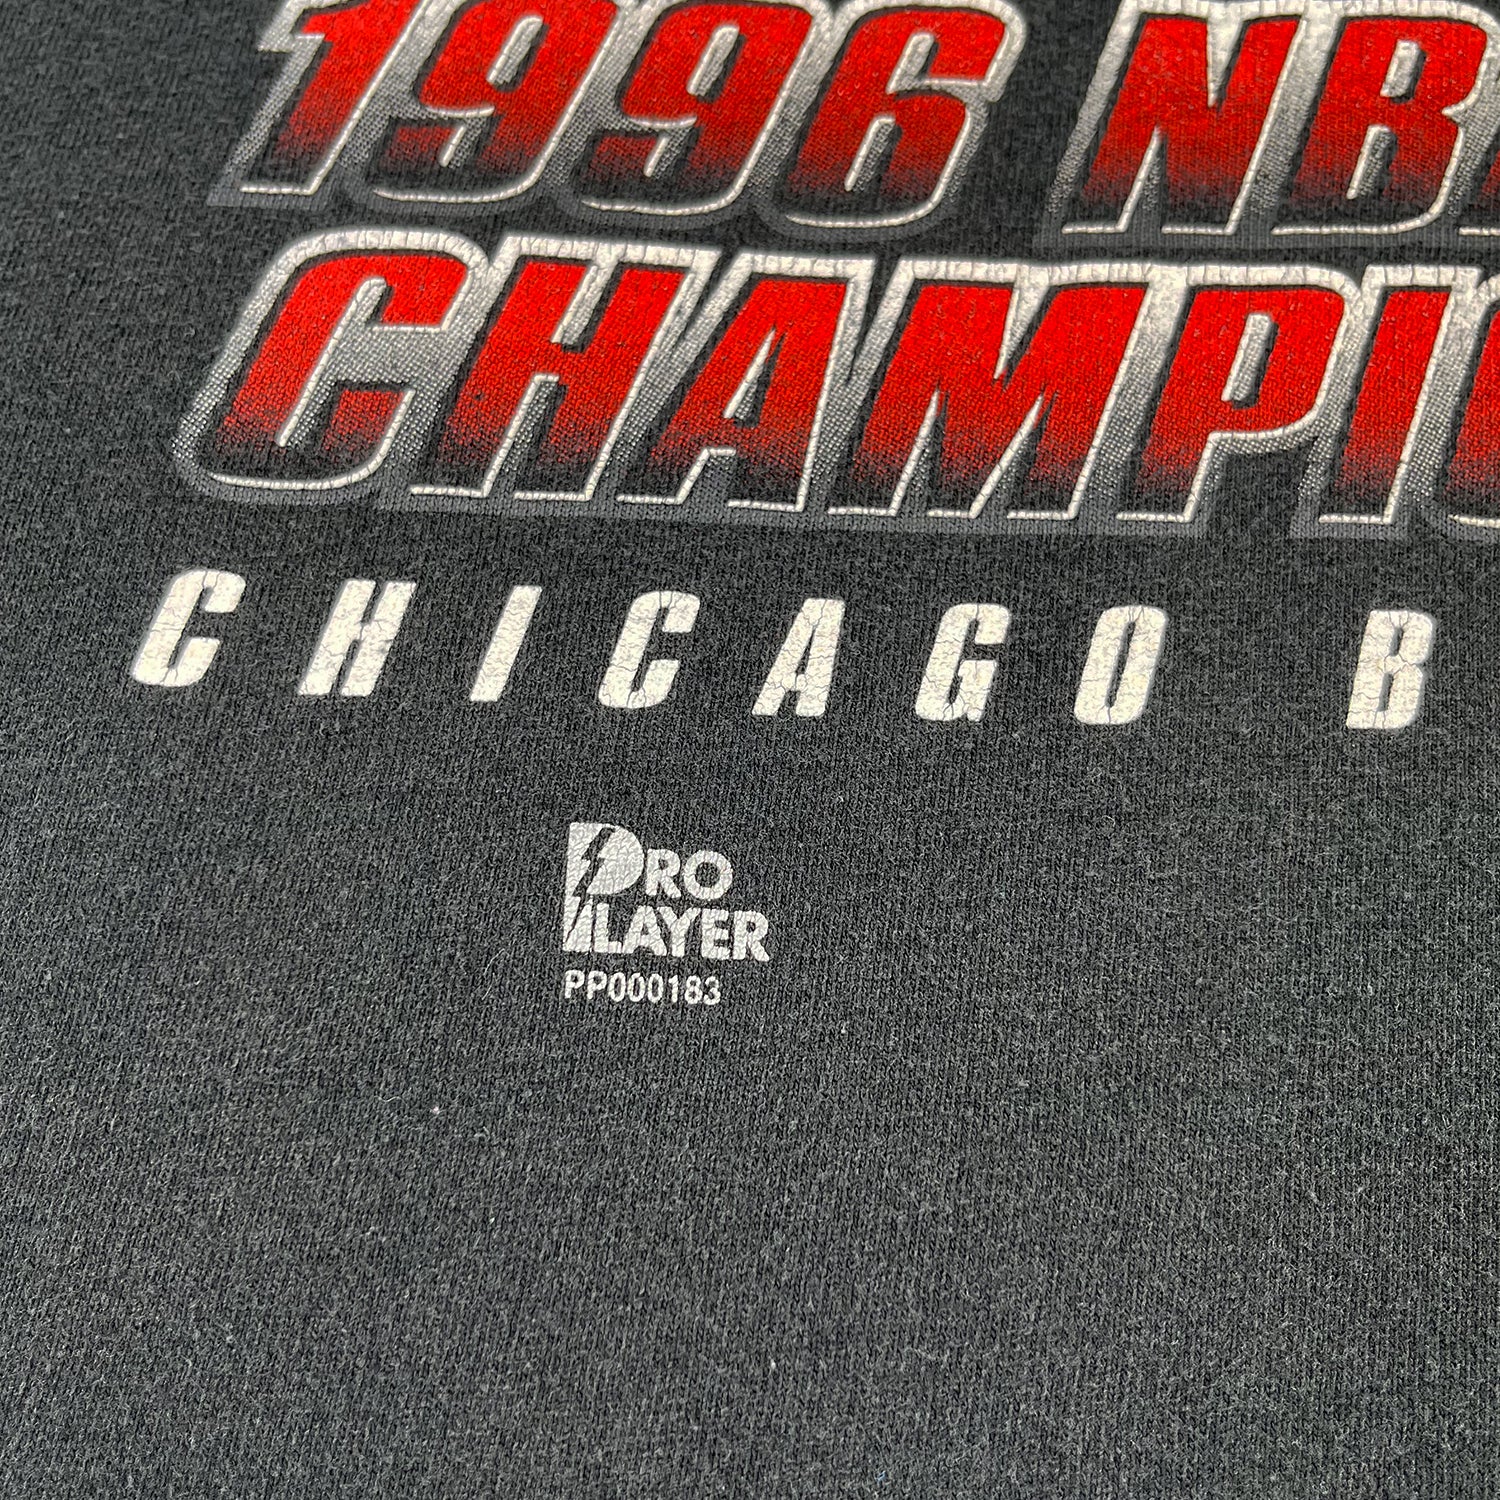 1996 NB
CHAMPIO
CHICAGO B
PRO
PLAYER
PP000183